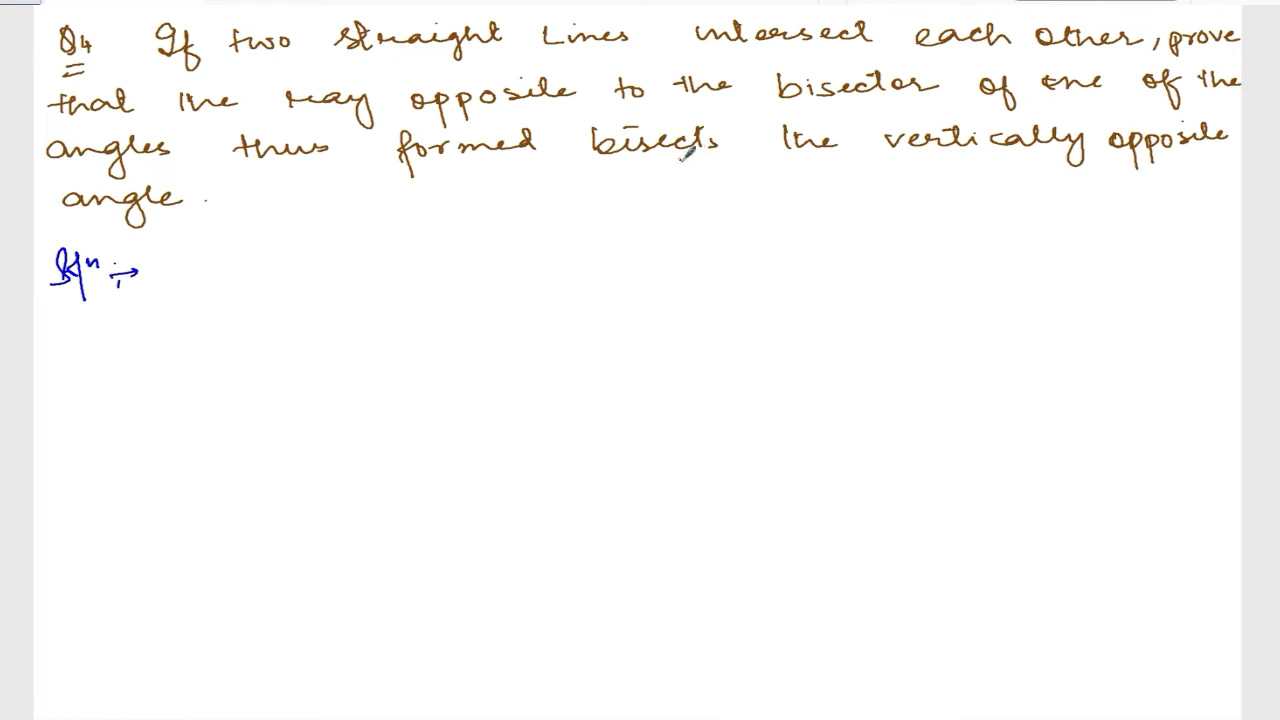 Q4 If two straight Lines intersect each other, prove
that the ray opposite to the bisector of one of the
angles thus formed bisects the vertically opposite
angle.
Sol^n :→